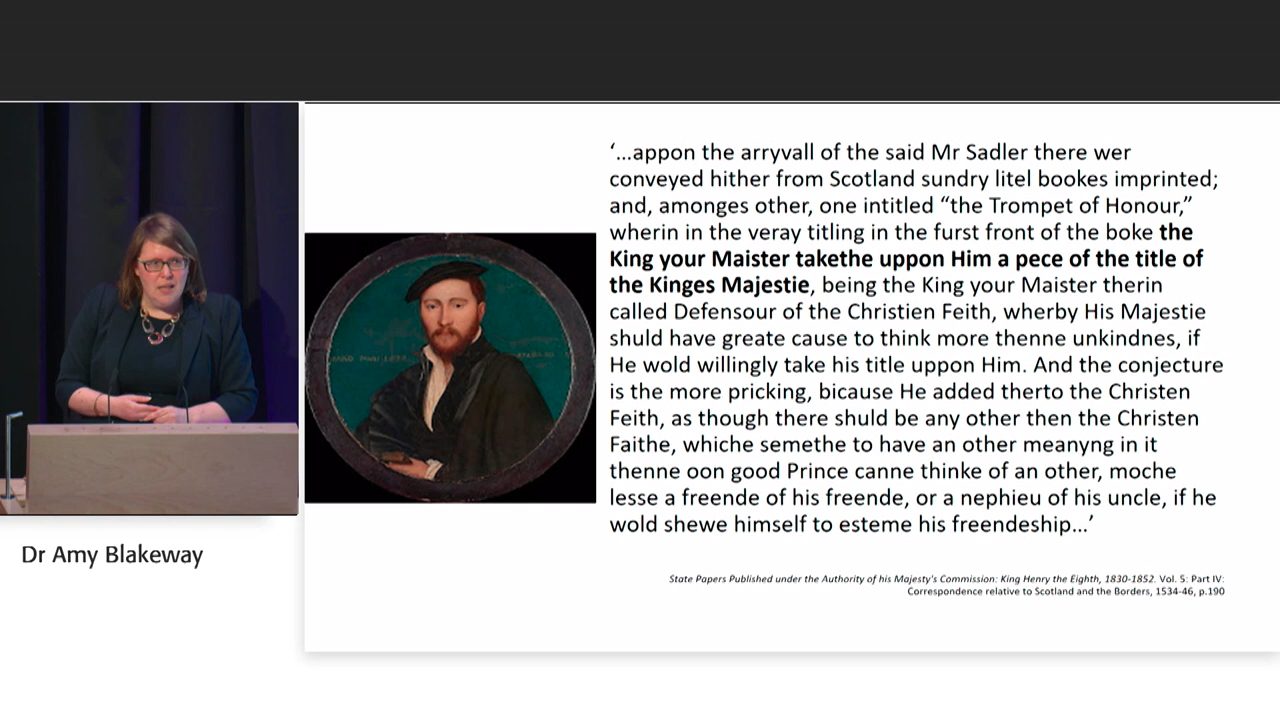 ‘...appon the arryvall of the said Mr Sadler there wer
conveyed hither from Scotland sundry litel bookes imprinted;
and, amonges other, one intitled “the Trompet of Honour,”
wherin in the veray titling in the furst front of the boke the
King your Maister takethe uppon Him a pece of the title of
the Kinges Majestie, being the King your Maister therin
called Defensour of the Christien Feith, wherby His Majestie
shuld have greate cause to think more thenne unkindnes, if
He wold willingly take his title uppon Him. And the conjecture
is the more pricking, bicause He added therto the Christen
Feith, as though there shuld be any other then the Christen
Faithe, whiche semethe to have an other meanyng in it
thenne oon good Prince canne thinke of an other, moche
lesse a freende of his freende, or a nephieu of his uncle, if he
wold shewe himself to esteme his freendeship...’
State Papers Published under the Authority of his Majesty's Commission: King Henry the Eighth, 1830-1852. Vol. 5: Part IV:
Correspondence relative to Scotland and the Borders, 1534-46, p.190
Dr Amy Blakeway